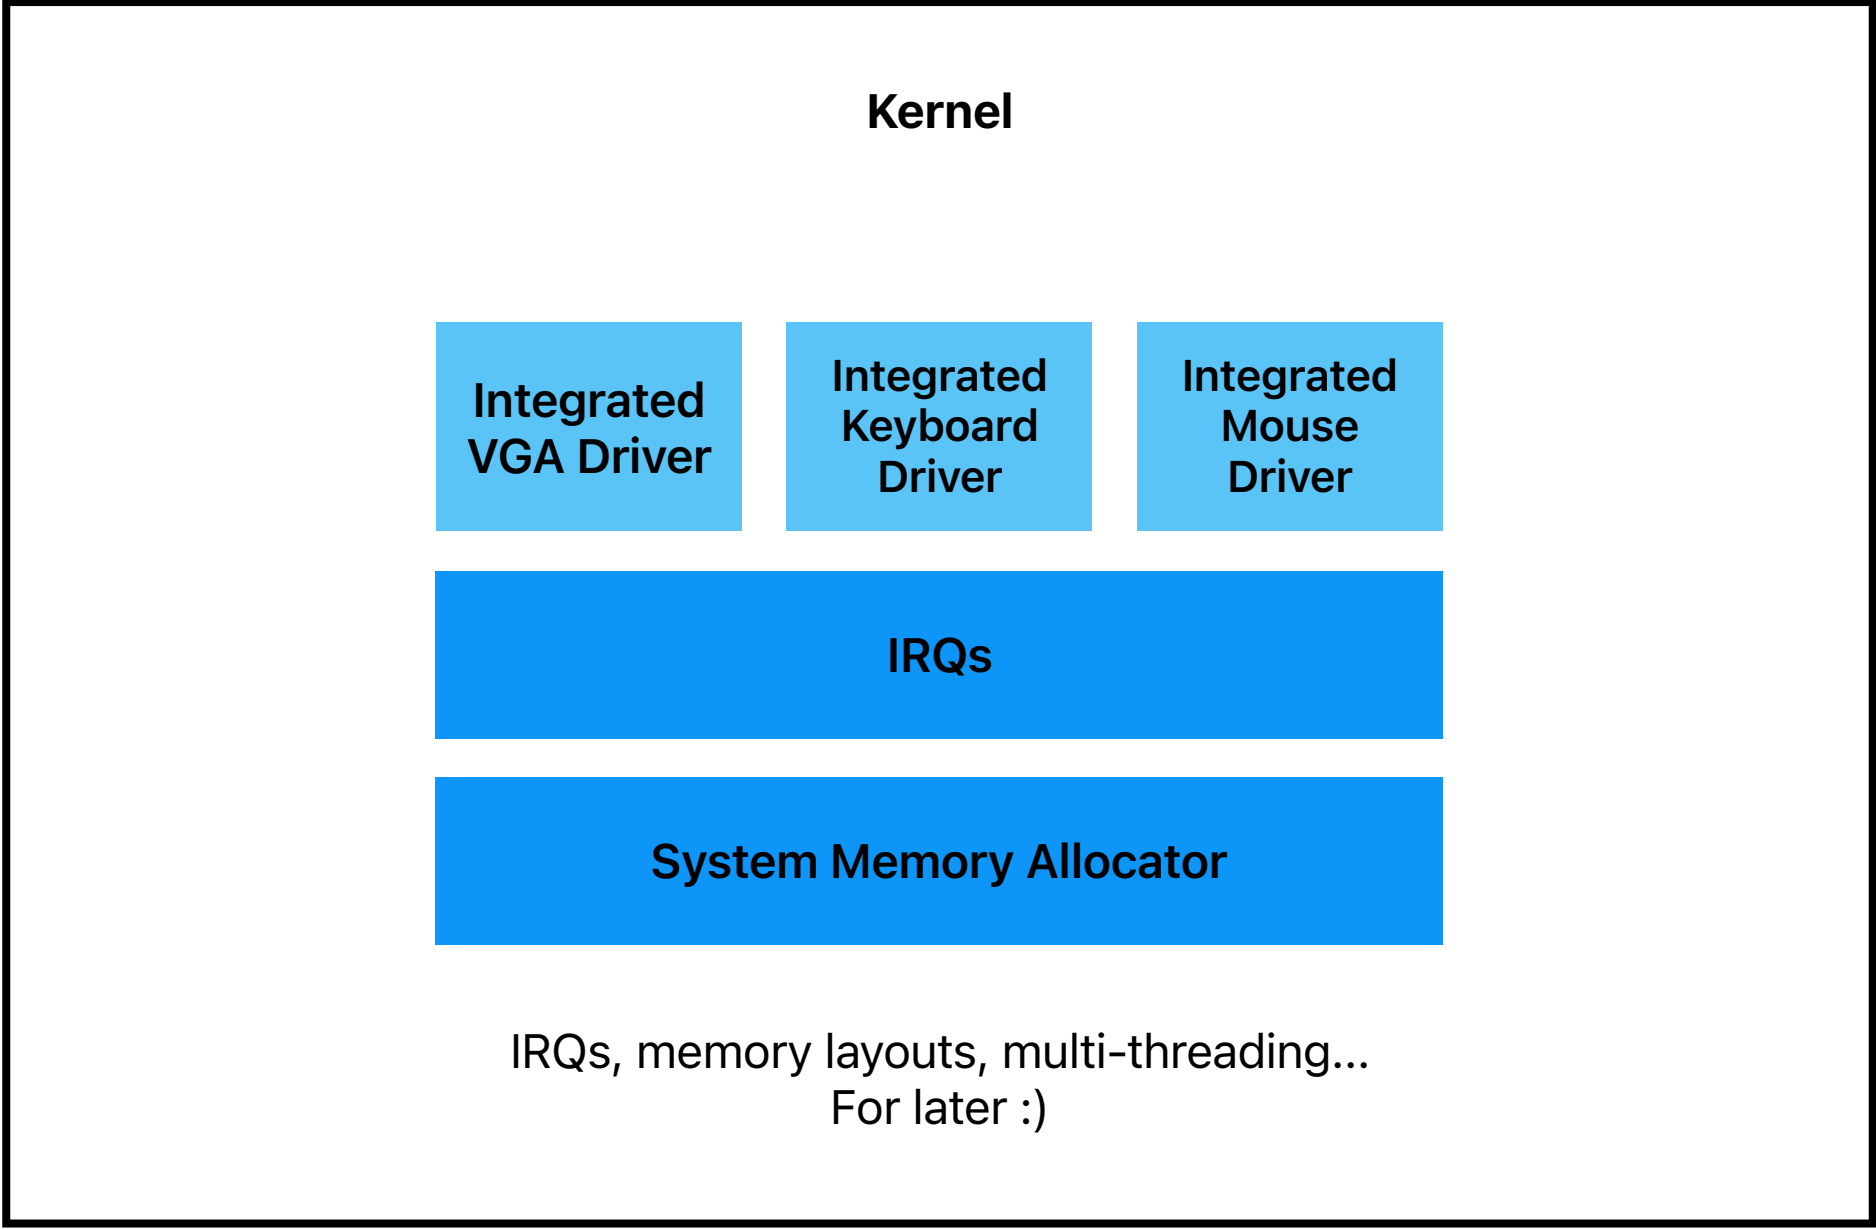 Kernel
Integrated
VGA Driver
Integrated
Keyboard
Driver
Integrated
Mouse
Driver
IRQs
System Memory Allocator
IRQs, memory layouts, multi-threading...
For later :)